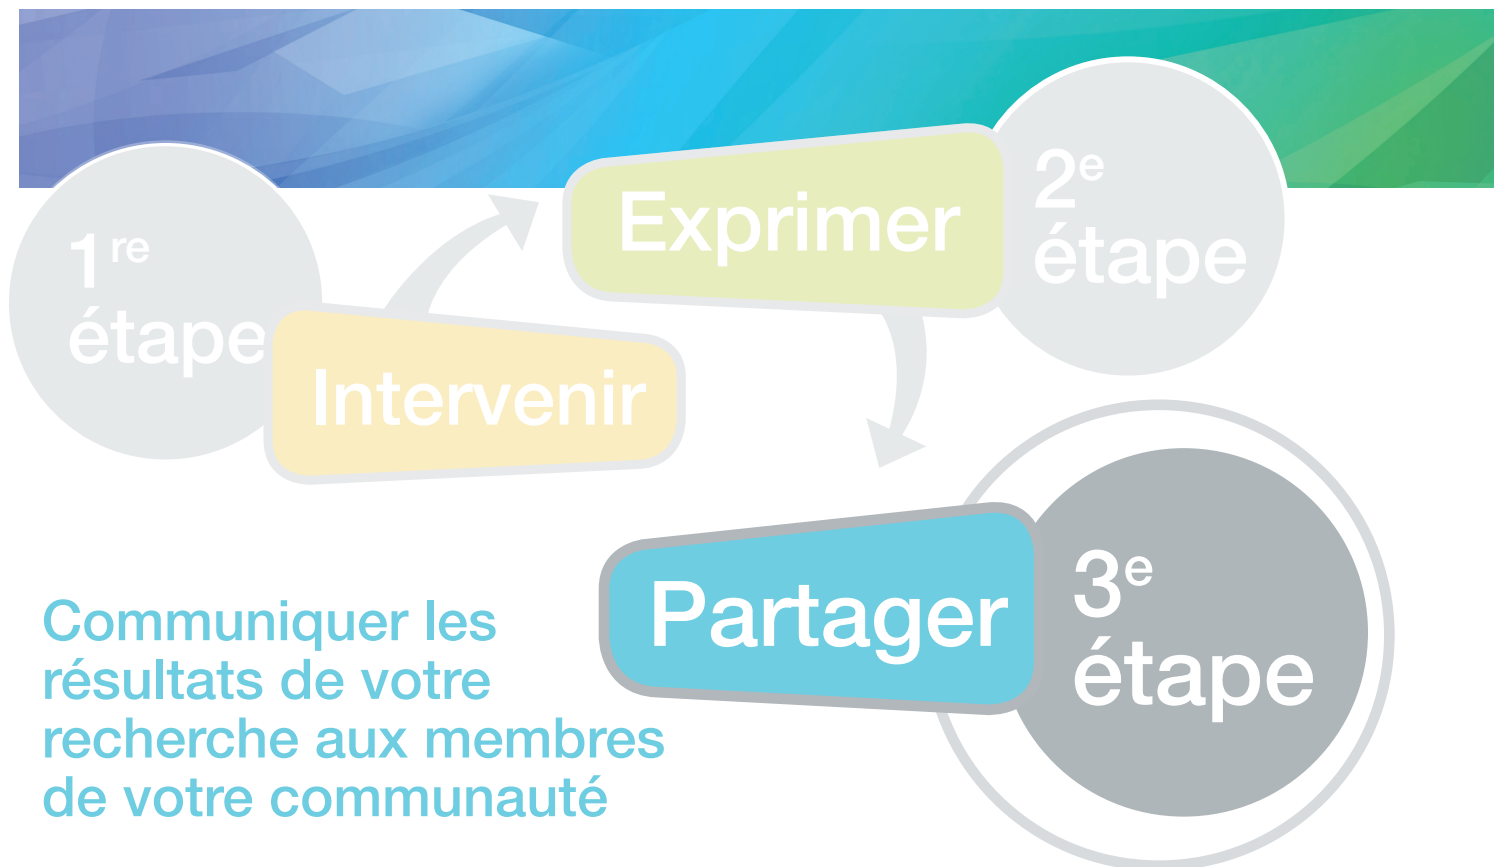 1re
étape
Intervenir
Exprimer
2e
étape
Partager
3e
étape
Communiquer les
résultats de votre
recherche aux membres
de votre communauté